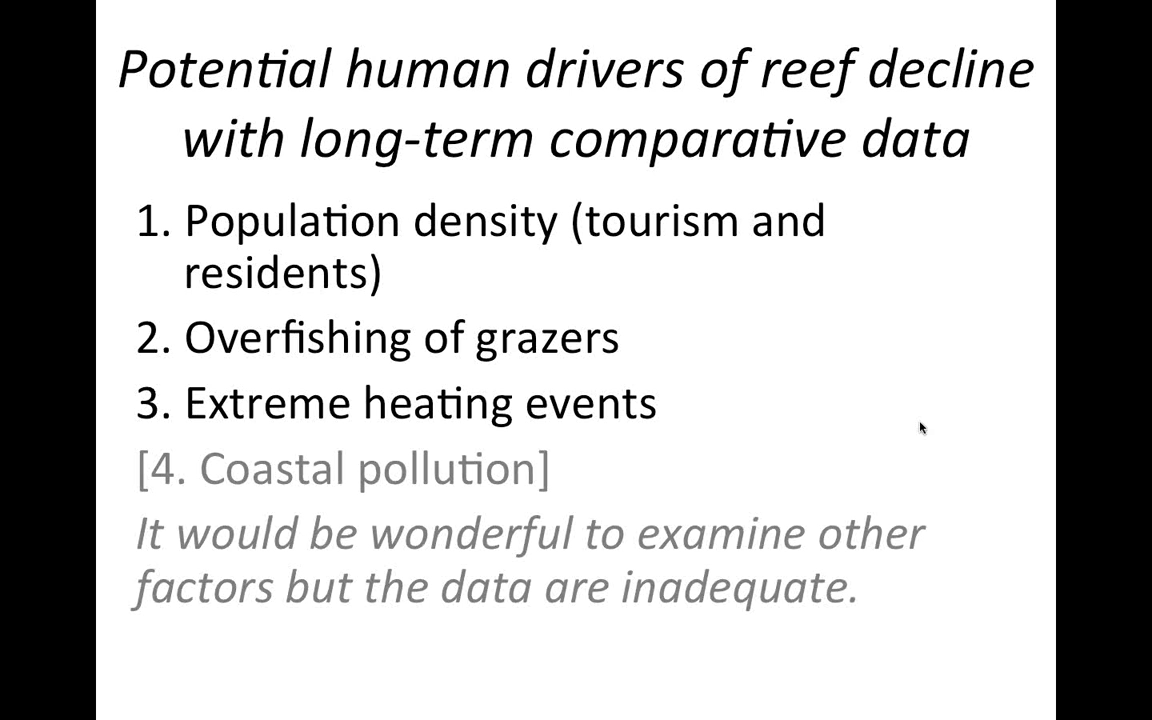 Potential human drivers of reef decline
with long-term comparative data
1. Population density (tourism and
residents)
2. Overfishing of grazers
3. Extreme heating events
[4. Coastal pollution]
It would be wonderful to examine other
factors but the data are inadequate.